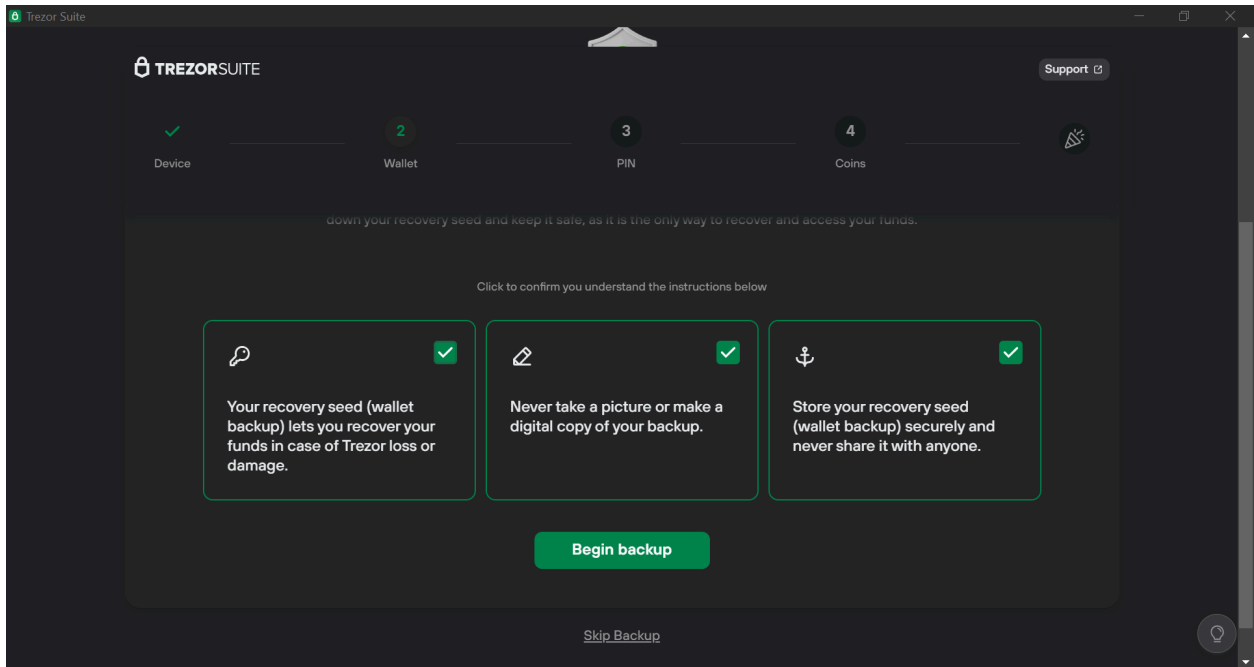 Trezor Suite
TREZORSUITE
Support
2
3
4
Device
Wallet
PIN
Coins
down your recovery seed and keep it safe, as it is the only way to recover and access your funds.
Click to confirm you understand the instructions below
Your recovery seed (wallet
backup) lets you recover your
funds in case of Trezor loss or
damage.
Never take a picture or make a
digital copy of your backup.
Store your recovery seed
(wallet backup) securely and
never share it with anyone.
Begin backup
Skip Backup